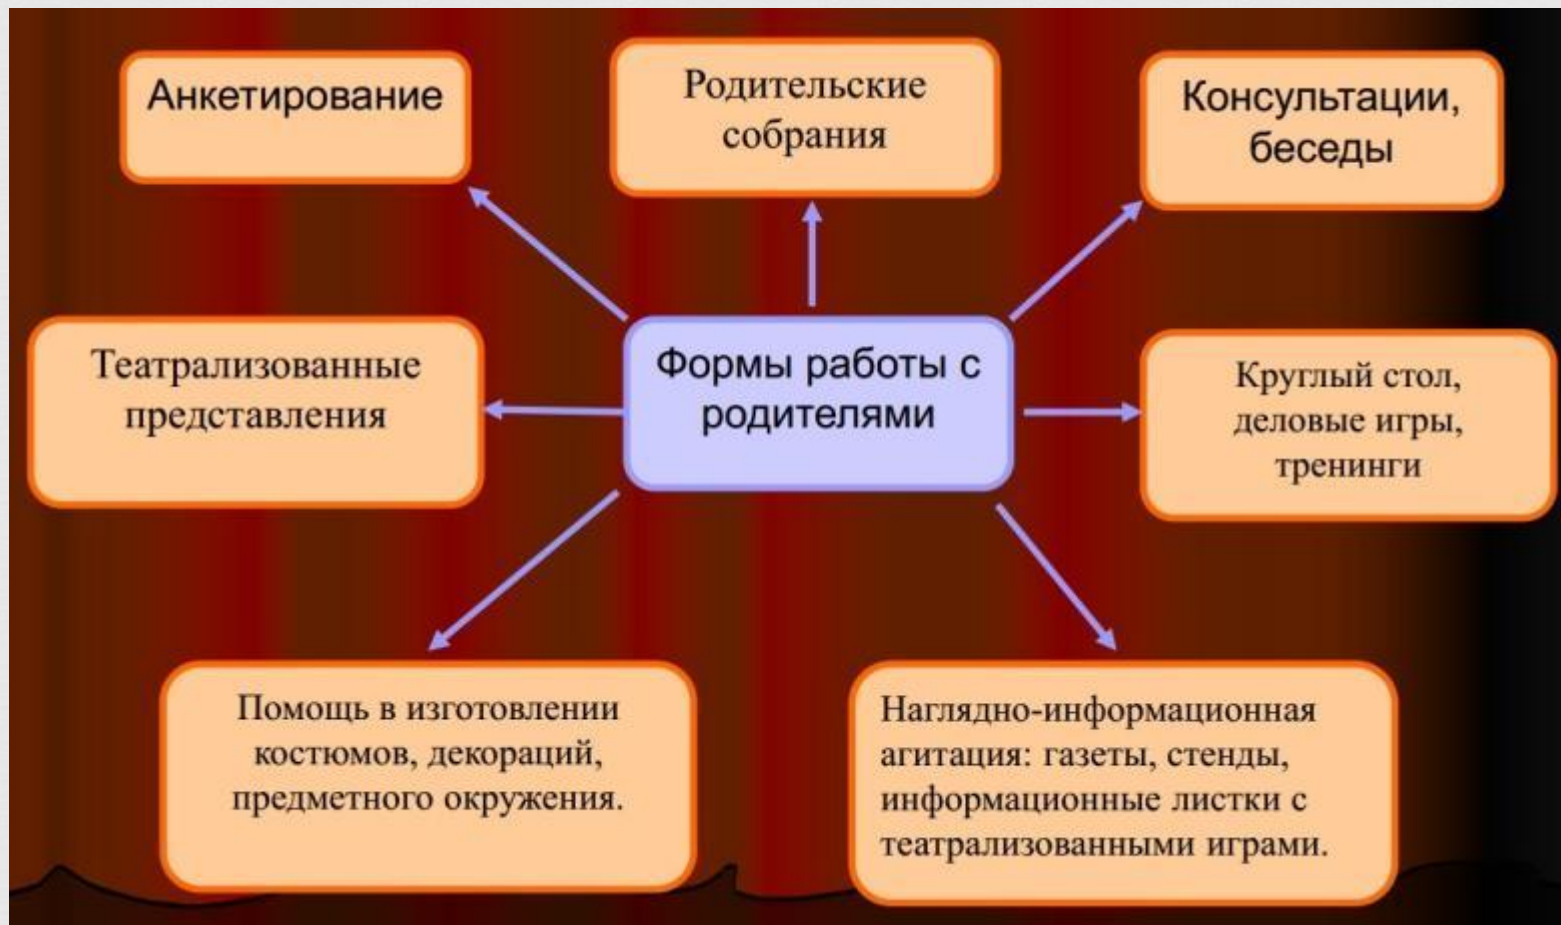 Анкетирование
Родительские
собрания
Консультации,
беседы
Театрализованные
представления
Формы работы с
родителями
Круглый стол,
деловые игры,
тренинги
Помощь в изготовлении
костюмов, декораций,
предметного окружения.
Наглядно-информационная
агитация: газеты, стенды,
информационные листки с
театрализованными играми.